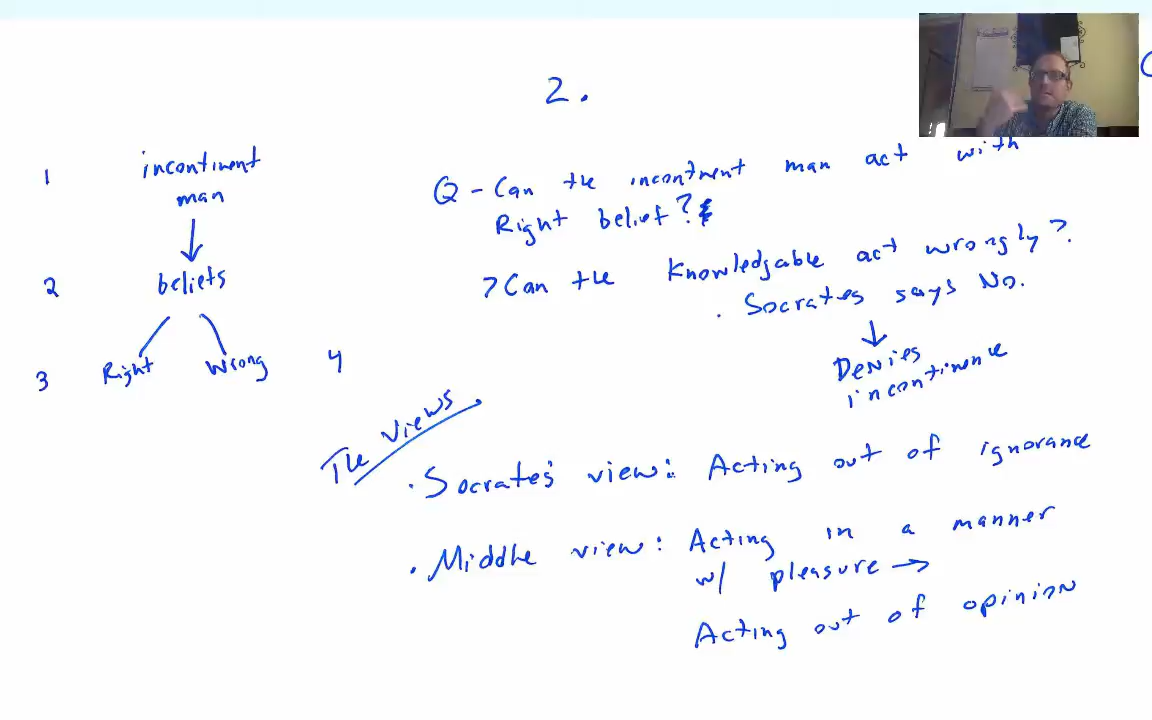 2.
1 incontinent
man
2 beliefs
3 Right Wrong 4
Q - Can the incontinent man act with
Right belief?
> Can the Knowledgable act wrongly?
. Socrates says No.
Denies
incontinence
The views
. Socrates's view: Acting out of ignorance
. Middle view: Acting in a manner
w/ pleasure →
Acting out of opinion